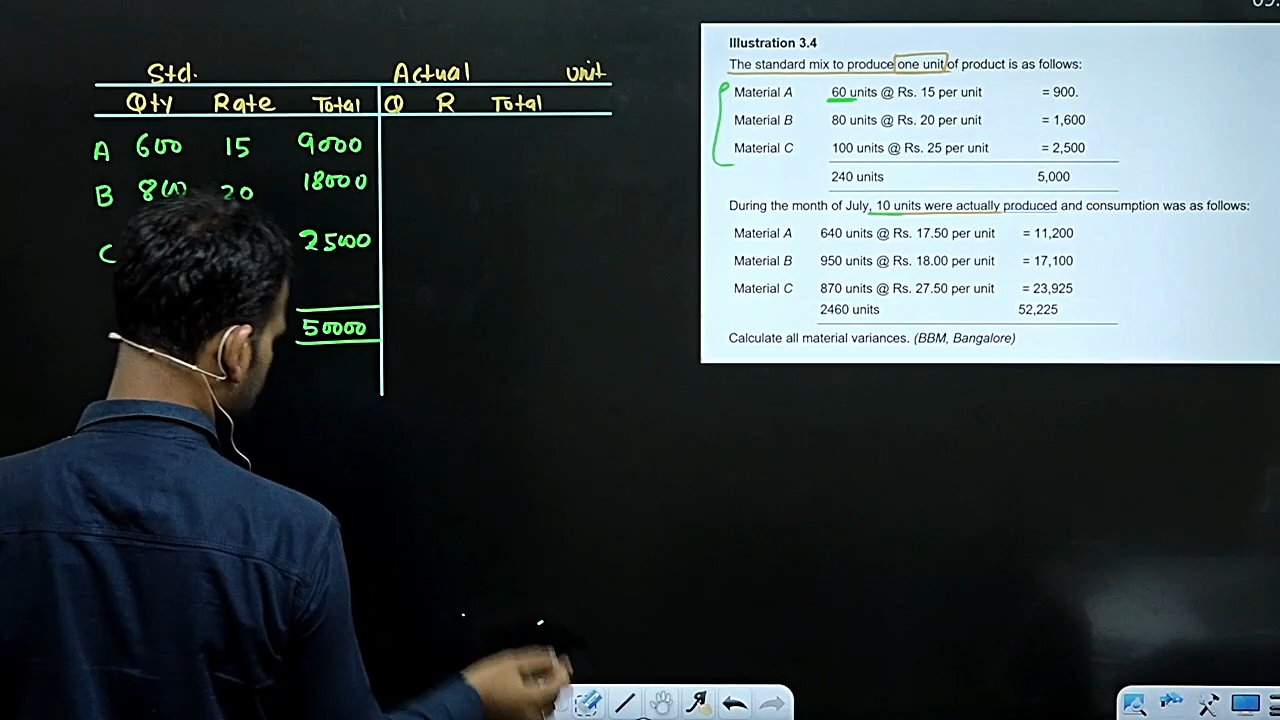 Std. Actual unit
Qty Rate Total Q R Total
A 600 15 9000
B 800 20 18000
C 25000
50000
Illustration 3.4
The standard mix to produce one unit of product is as follows:
Material A 60 units @ Rs. 15 per unit = 900.
Material B 80 units @ Rs. 20 per unit = 1,600
Material C 100 units @ Rs. 25 per unit = 2,500
240 units 5,000
During the month of July, 10 units were actually produced and consumption was as follows:
Material A 640 units @ Rs. 17.50 per unit = 11,200
Material B 950 units @ Rs. 18.00 per unit = 17,100
Material C 870 units @ Rs. 27.50 per unit = 23,925
2460 units 52,225
Calculate all material variances. (BBM, Bangalore)